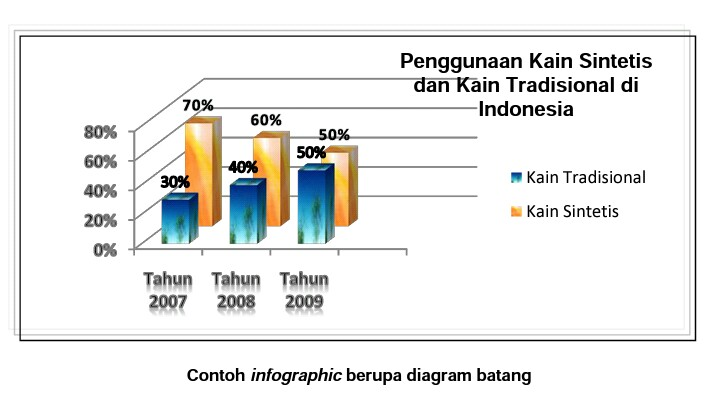 Penggunaan Kain Sintetis
dan Kain Tradisional di
Indonesia
80%
60%
40%
20%
0%
70%
60%
50%
30%
40%
50%
Tahun
2007
Tahun
2008
Tahun
2009
Kain Tradisional
Kain Sintetis
Contoh infographic berupa diagram batang